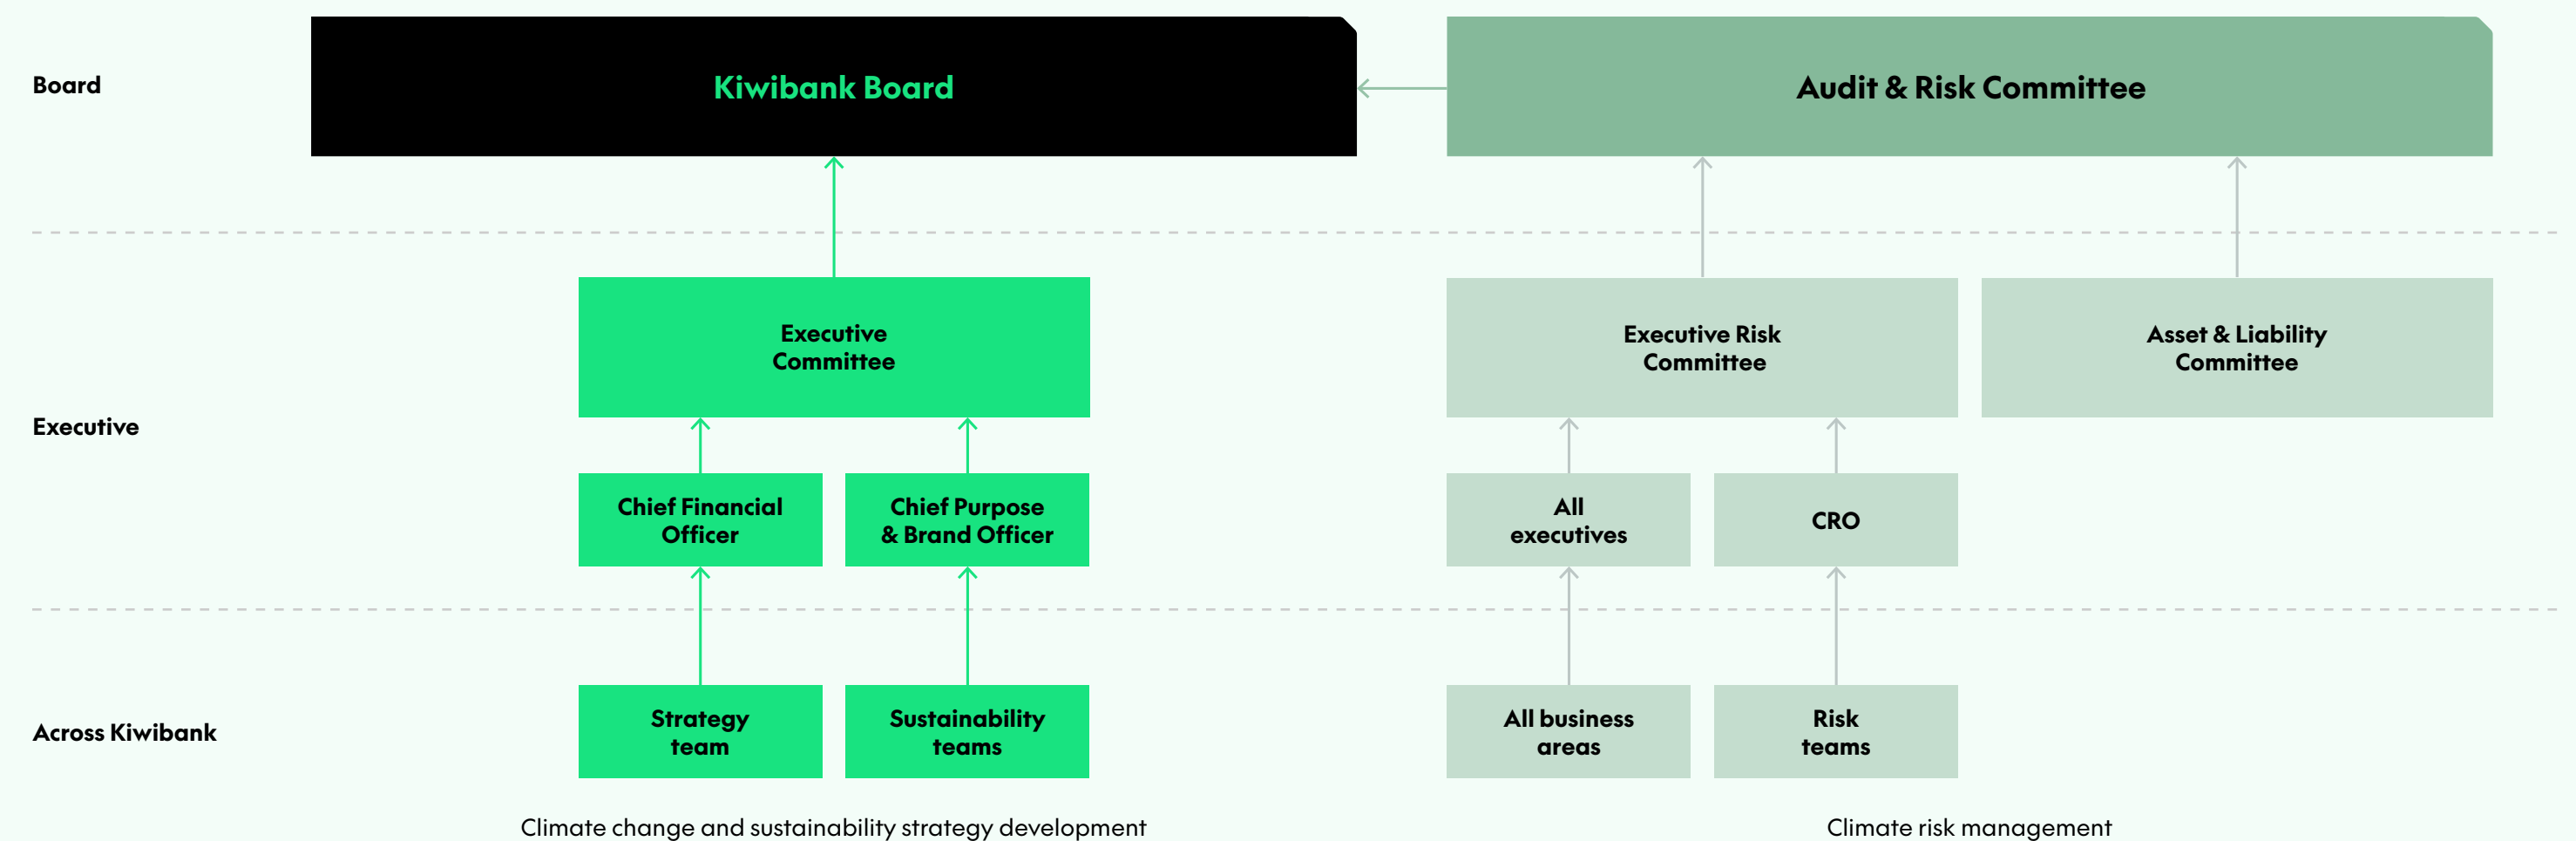 Board
Kiwibank Board
Audit & Risk Committee
Executive
Executive
Committee
Executive Risk
Committee
Asset & Liability
Committee
Chief Financial
Officer
Chief Purpose
& Brand Officer
All
executives
CRO
Across Kiwibank
Strategy
team
Sustainability
teams
All business
areas
Risk
teams
Climate change and sustainability strategy development
Climate risk management